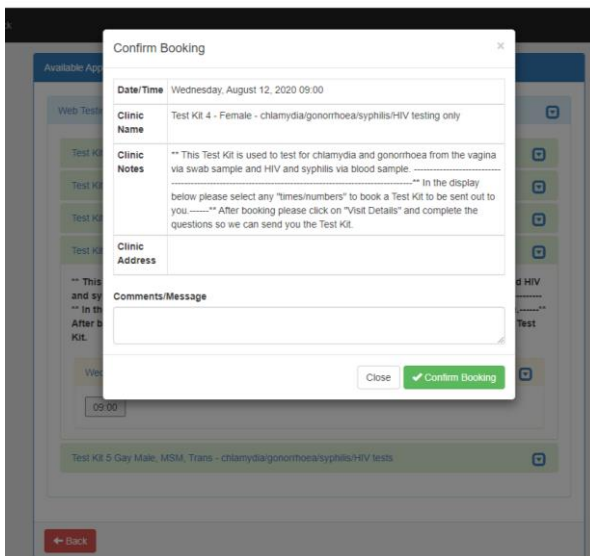 Confirm Booking ×
Available App
Date/Time Wednesday, August 12, 2020 09:00
Web Testi
Clinic Test Kit 4 - Female - chlamydia/gonorrhoea/syphilis/HIV testing only
Name
Test Kit
Clinic ** This Test Kit is used to test for chlamydia and gonorrhoea from the vagina
Notes via swab sample and HIV and syphilis via blood sample. --------------------------
------------------------------------------------------------------------** In the display
Test Kit
below please select any "times/numbers" to book a Test Kit to be sent out to
Test Kit
you.------** After booking please click on "Visit Details" and complete the
questions so we can send you the Test Kit.
Test Kit
Clinic
Address
** This d HIV
and sy
Comments/Message
** In th
After b Test
Kit.
Wed
Close ✔ Confirm Booking
09:00
Test Kit 5 Gay Male, MSM, Trans - chlamydia/gonorrhoea/syphilis/HIV tests
← Back